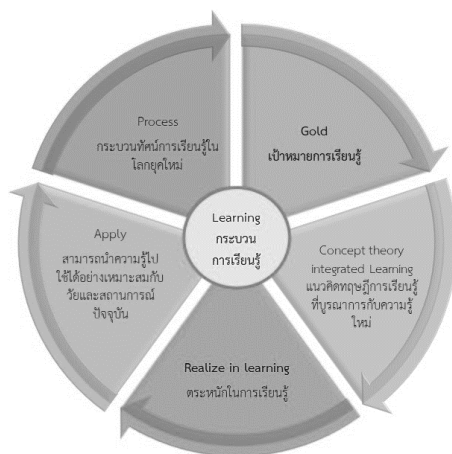 Process
กระบวนทัศน์การเรียนรู้ใน
โลกยุคใหม่
Gold
เป้าหมายการเรียนรู้
Learning
กระบวน
การเรียนรู้
Apply
สามารถนำความรู้ไป
ใช้ได้อย่างเหมาะสมกับ
วัยและสถานการณ์
ปัจจุบัน
Concept theory
integrated Learning
แนวคิดทฤษฎีการเรียนรู้
ที่บูรณาการกับความรู้
ใหม่
Realize in learning
ตระหนักในการเรียนรู้